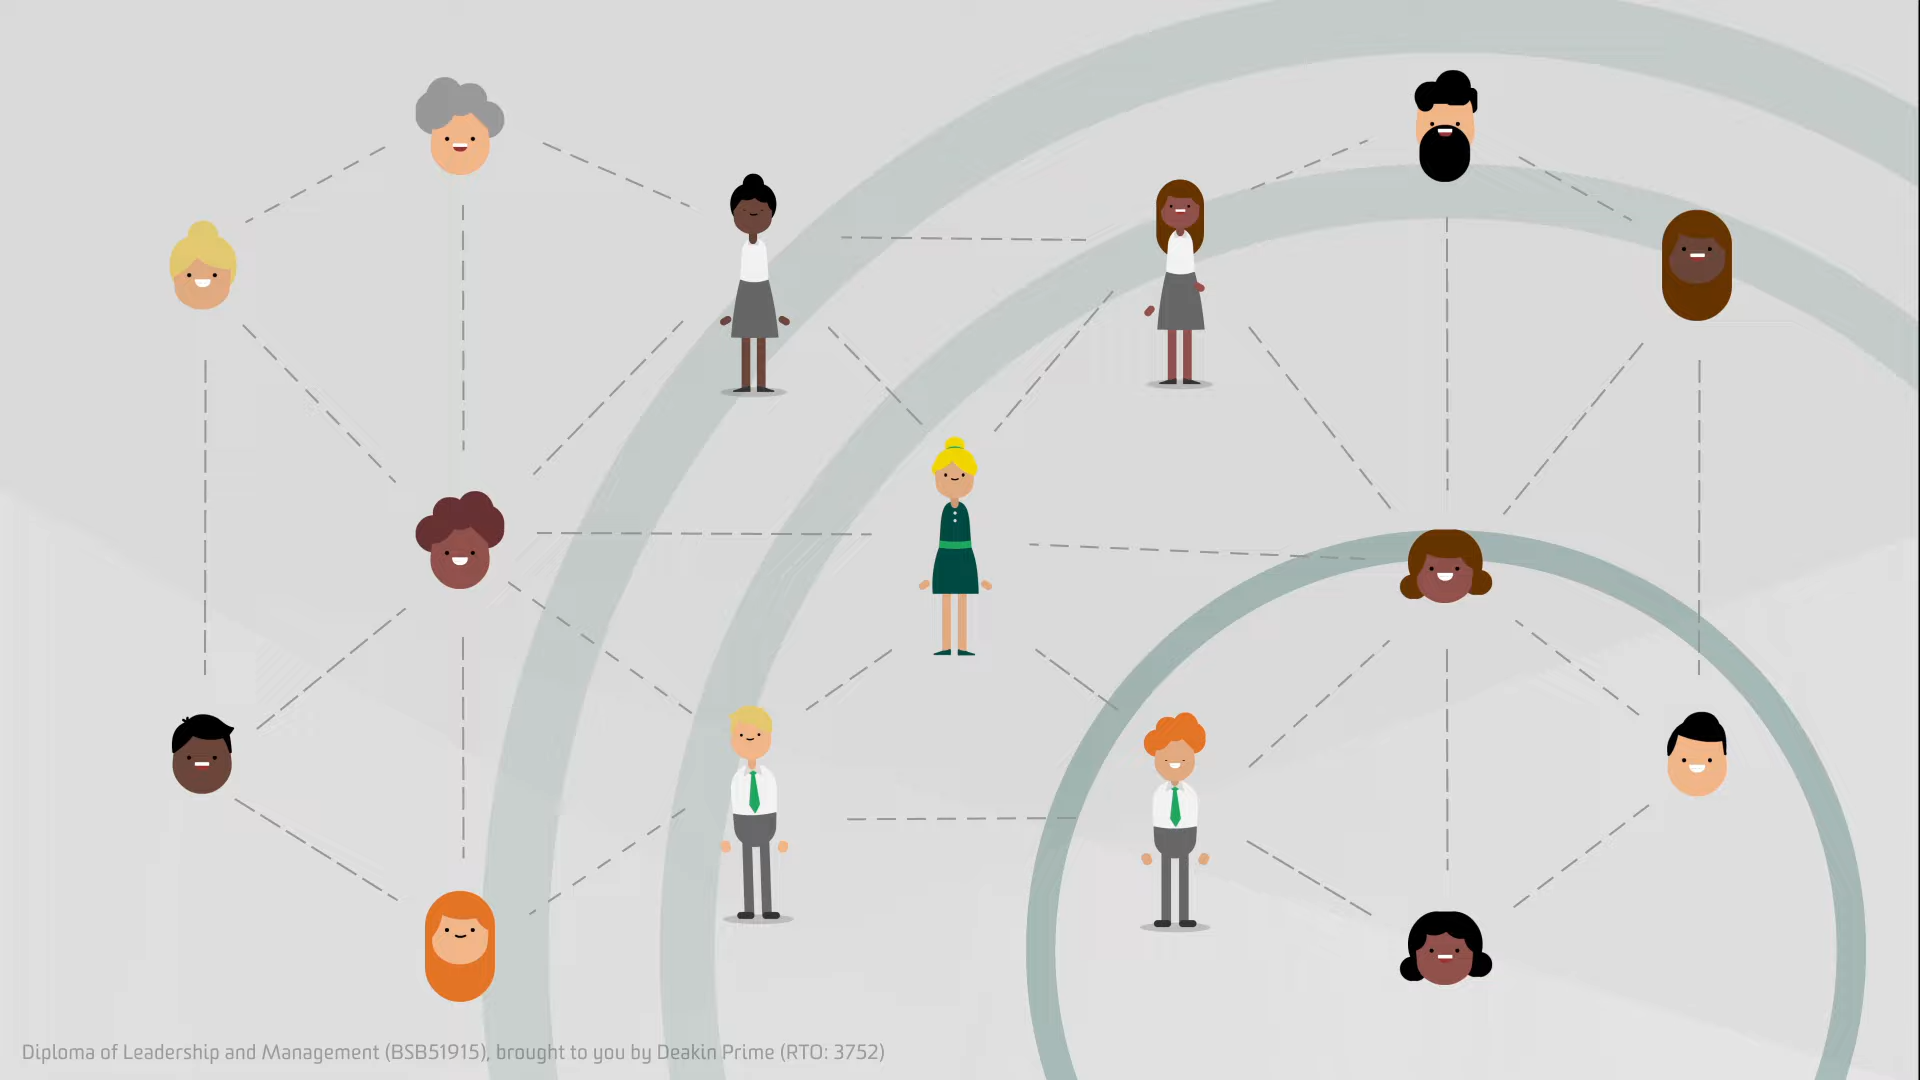 Diploma of Leadership and Management (BSB51915), brought to you by Deakin Prime (RTO: 3752)